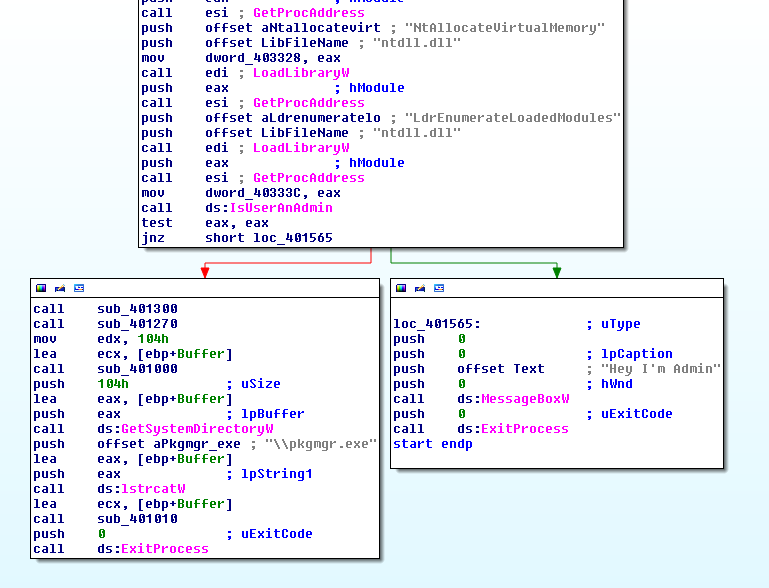 call    esi ; GetProcAddress
push    offset aNtallocatevirt ; "NtAllocateVirtualMemory"
push    offset LibFileName ; "ntdll.dll"
mov     dword_403328, eax
call    edi ; LoadLibraryW
push    eax             ; hModule
call    esi ; GetProcAddress
push    offset aLdrenumeratelo ; "LdrEnumerateLoadedModules"
push    offset LibFileName ; "ntdll.dll"
call    edi ; LoadLibraryW
push    eax             ; hModule
call    esi ; GetProcAddress
mov     dword_40333C, eax
call    ds:IsUserAnAdmin
test    eax, eax
jnz     short loc_401565
call    sub_401300
call    sub_401270
mov     edx, 104h
lea     ecx, [ebp+Buffer]
call    sub_401000
push    104h            ; uSize
lea     eax, [ebp+Buffer]
push    eax             ; lpBuffer
call    ds:GetSystemDirectoryW
push    offset aPkgmgr_exe ; "\\pkgmgr.exe"
lea     eax, [ebp+Buffer]
push    eax             ; lpString1
call    ds:lstrcatW
lea     ecx, [ebp+Buffer]
call    sub_401010
push    0               ; uExitCode
call    ds:ExitProcess
loc_401565:             ; uType
push    0
push    0               ; lpCaption
push    offset Text     ; "Hey I'm Admin"
push    0               ; hWnd
call    ds:MessageBoxW
push    0               ; uExitCode
call    ds:ExitProcess
start endp